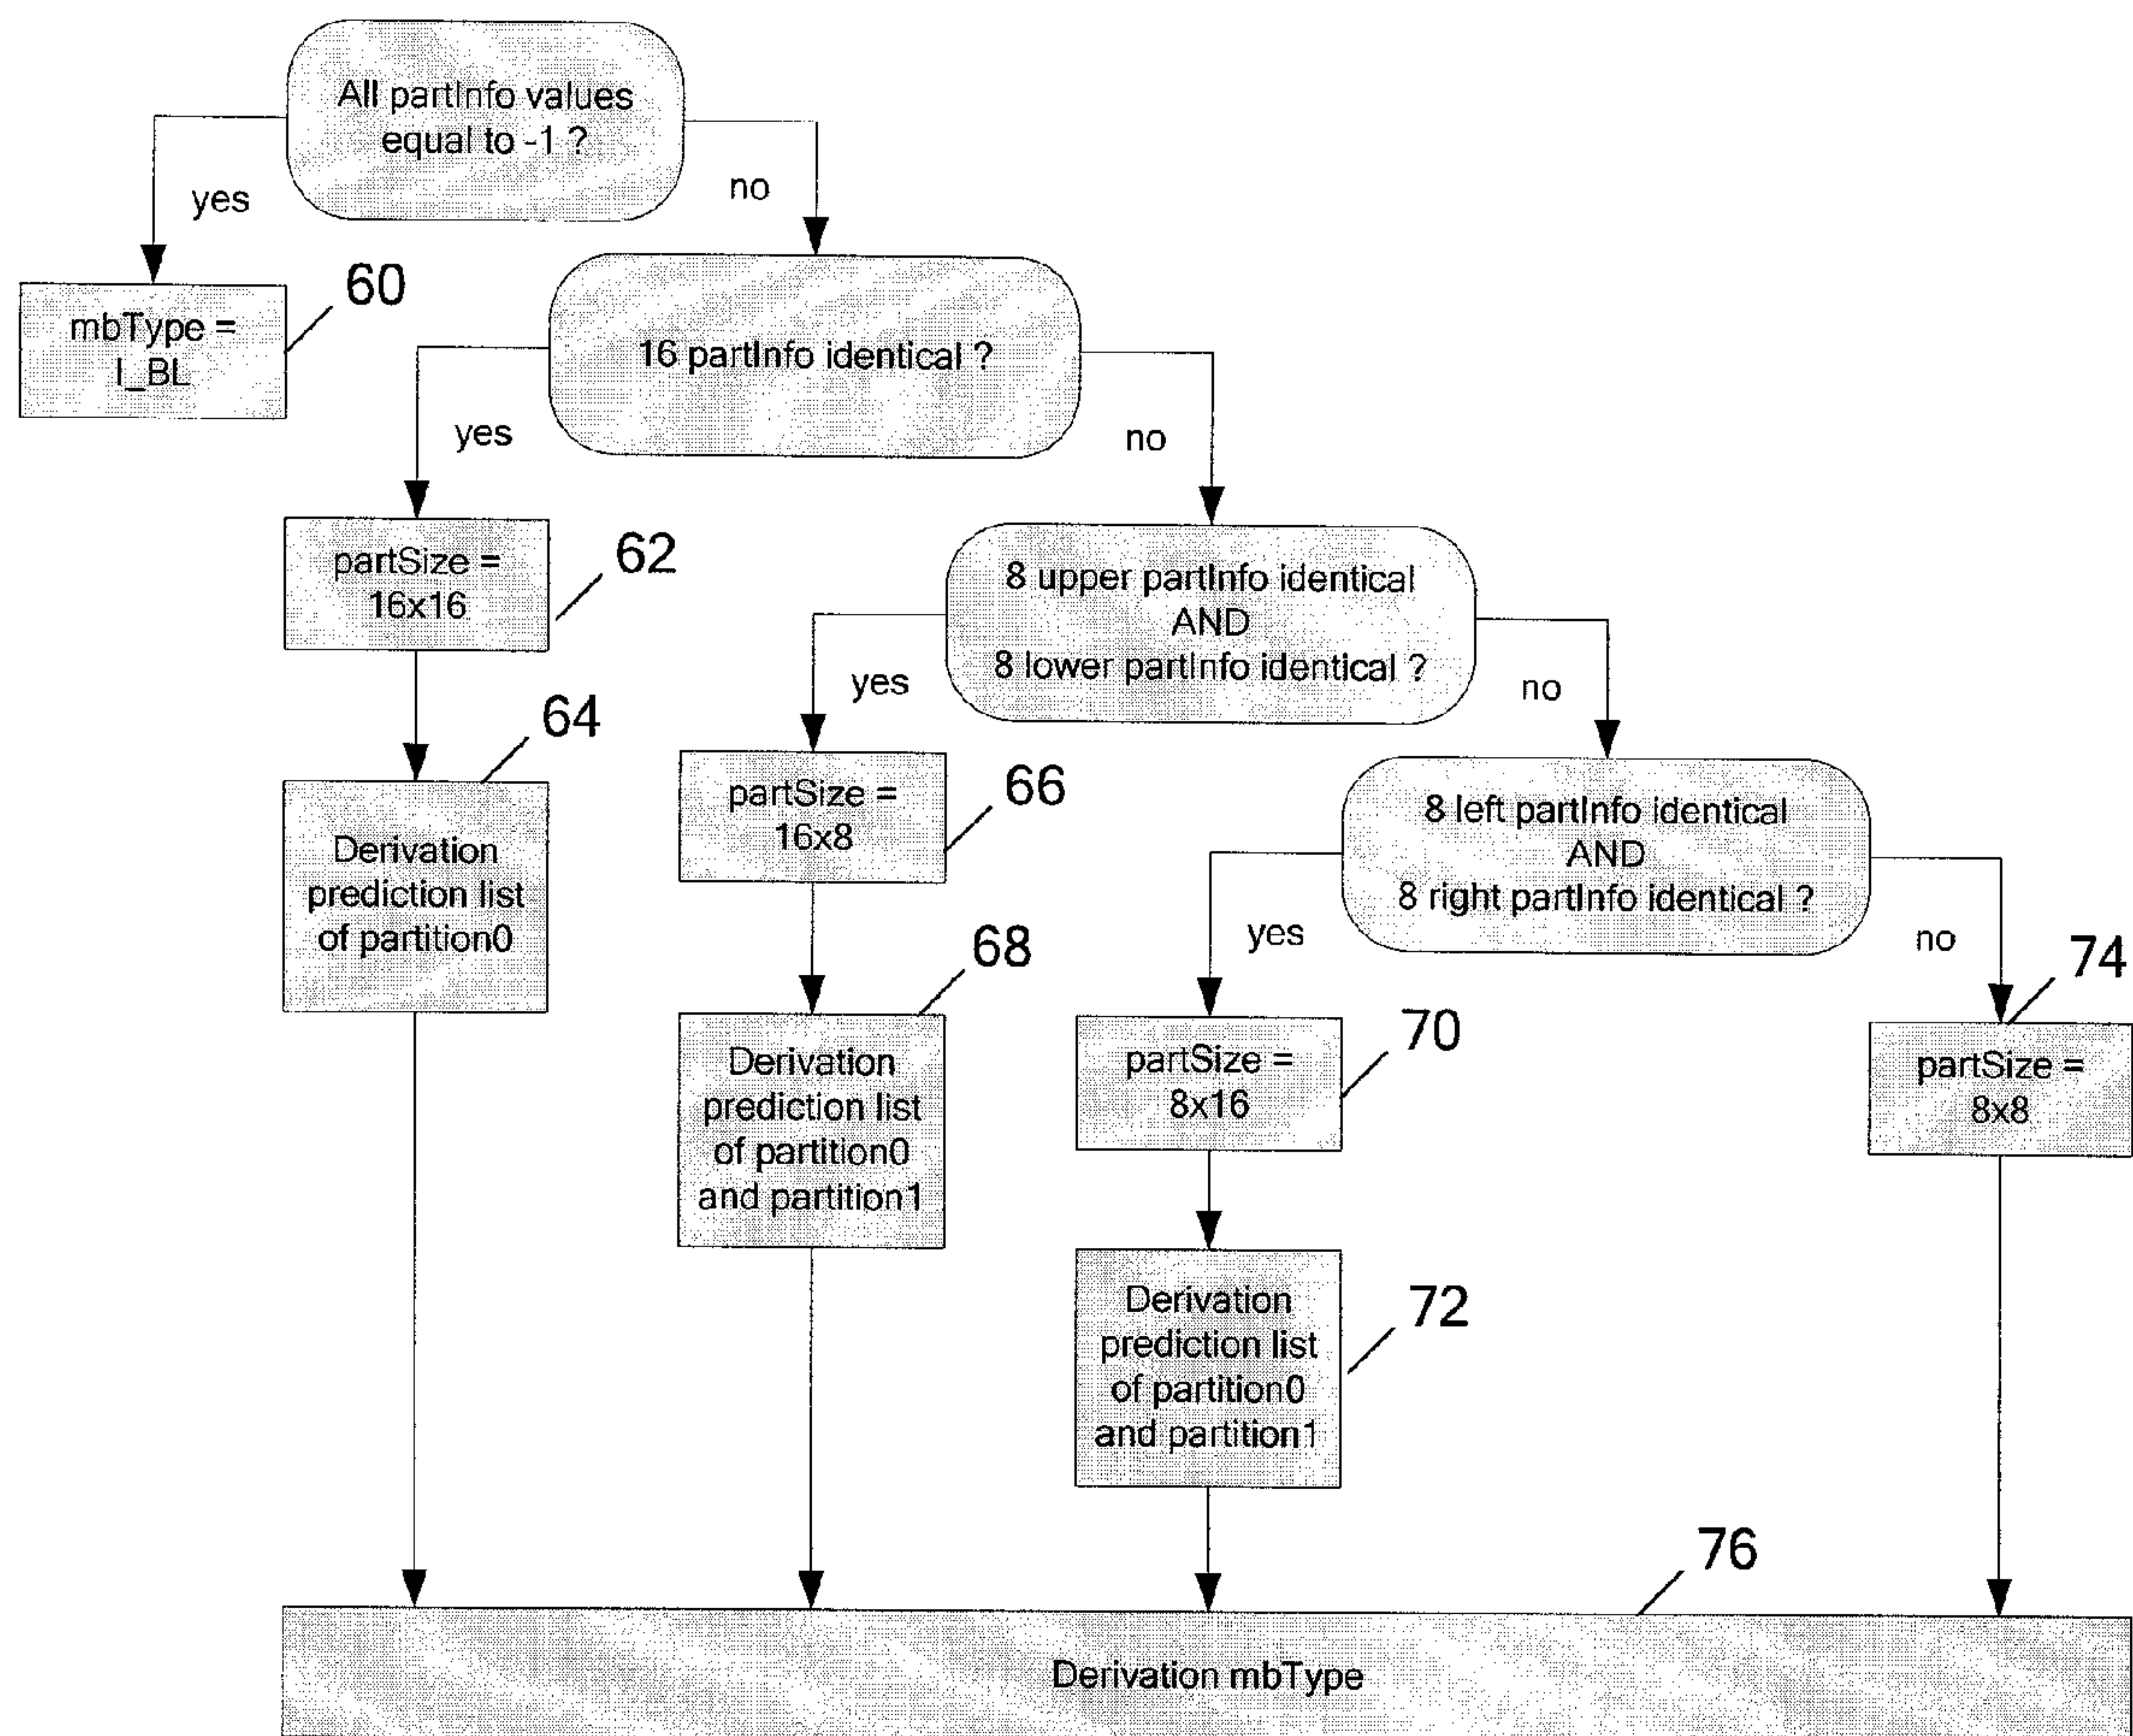 All partInfo values
equal to -1 ?
yes
no
60
mbType =
I_BL
16 partInfo identical ?
yes
no
partSize =
16x16
62
8 upper partInfo identical
AND
8 lower partInfo identical ?
yes
no
64
Derivation
prediction list
of partition0
partSize =
16x8
66
8 left partInfo identical
AND
8 right partInfo identical ?
yes
no
68
Derivation
prediction list
of partition0
and partition1
partSize =
8x16
70
74
partSize =
8x8
Derivation
prediction list
of partition0
and partition1
72
76
Derivation mbType